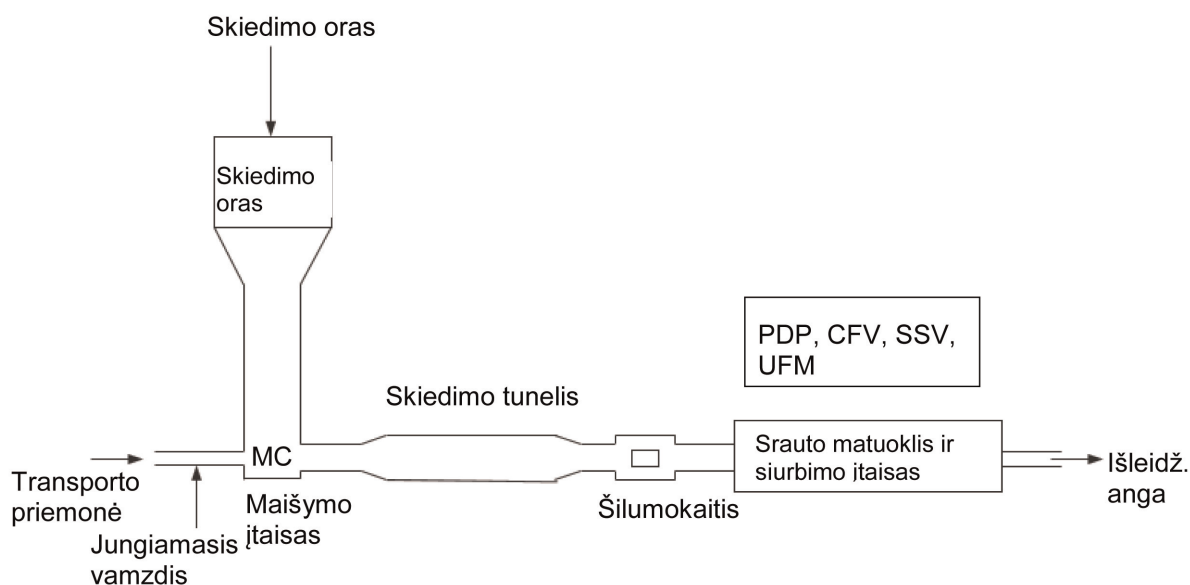 Skiedimo oras
Skiedimo
oras
PDP, CFV, SSV,
UFM
Skiedimo tunelis
MC
Srauto matuoklis ir
siurbimo įtaisas
Transporto
priemonė
Jungiamasis
vamzdis
Maišymo
įtaisas
Šilumokaitis
Išleidž.
anga